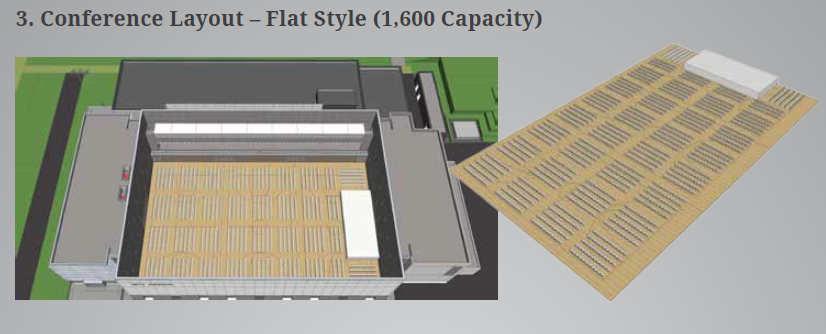 3. Conference Layout – Flat Style (1,600 Capacity)